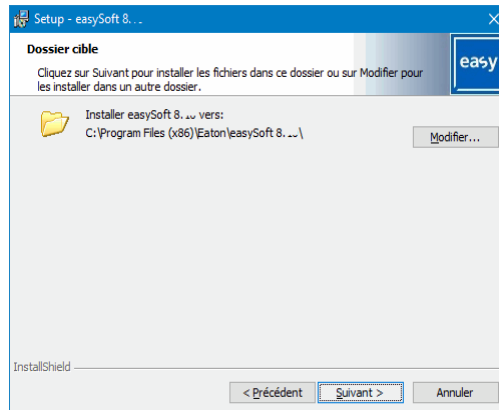 Setup - easySoft 8...
Dossier cible
Cliquez sur Suivant pour installer les fichiers dans ce dossier ou sur Modifier pour
les installer dans un autre dossier.
easy
Installer easySoft 8... vers:
C:\Program Files (x86)\Eaton\easySoft 8...\
Modifier...
InstallShield
< Précédent
Suivant >
Annuler